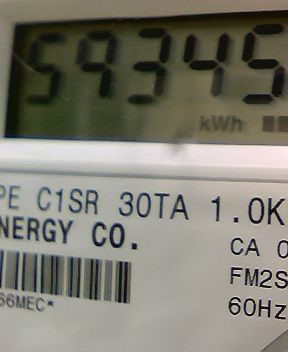 59345
kWh
PE C1SR 30TA 1.0K
NERGY CO.
CA 0
FM2S
66MEC*
60Hz